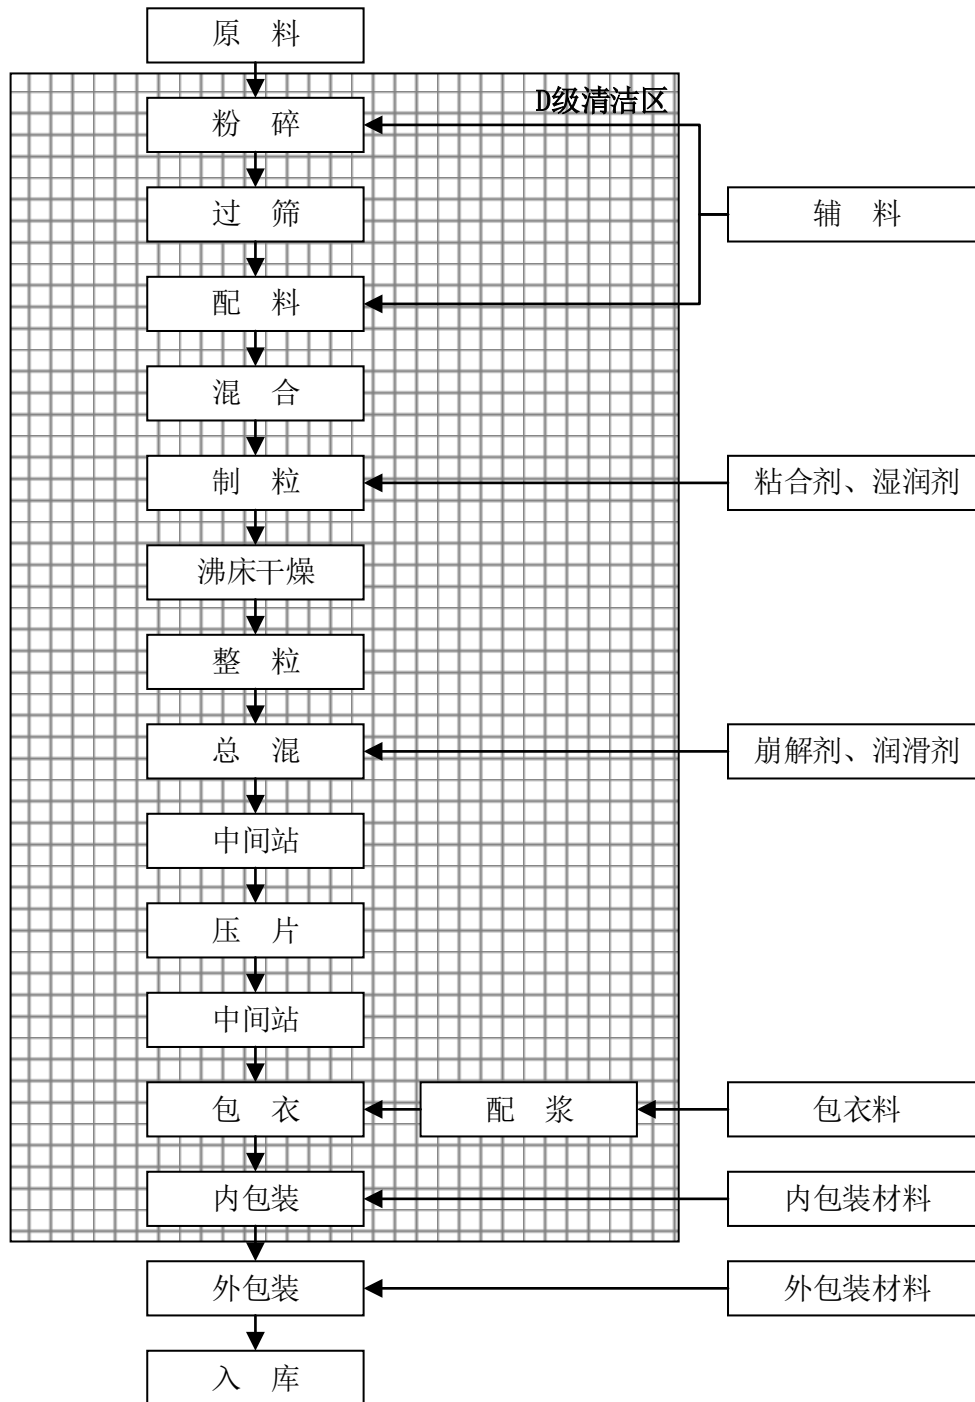 原 料
D级清洁区
粉 碎
过 筛
辅 料
配 料
混 合
制 粒
粘合剂、湿润剂
沸床干燥
整 粒
总 混
崩解剂、润滑剂
中间站
压 片
中间站
包 衣
配 浆
包衣料
内包装
内包装材料
外包装
外包装材料
入 库